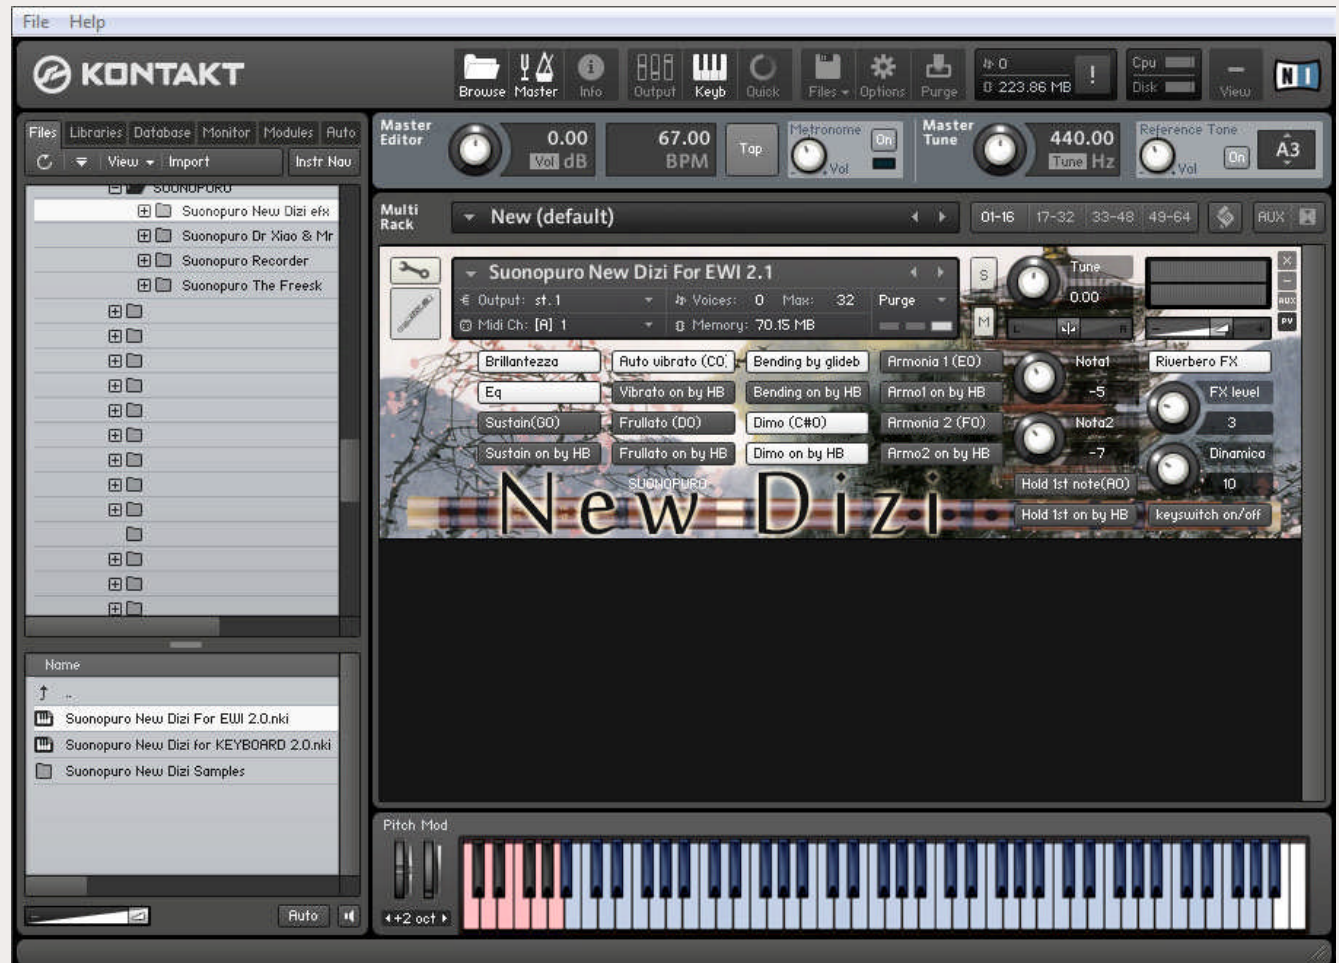 File Help
KONTAKT
Browse Master Info Output Keyb Quick Files Options Purge
0
0 223.86 MB
!
Cpu
Disk
View
NI
Files Libraries Database Monitor Modules Auto
View Import Instr Nav
SUONOPURO
Suonopuro New Dizi efx
Suonopuro Dr Xiao & Mr
Suonopuro Recorder
Suonopuro The Freesk
Name
..
Suonopuro New Dizi For EWI 2.0.nki
Suonopuro New Dizi for KEYBOARD 2.0.nki
Suonopuro New Dizi Samples
Auto
Master Editor
0.00
Vol dB
67.00
BPM
Tap
Metronome
On
Vol
Master Tune
440.00
Tune Hz
Reference Tone
On
Vol
A3
Multi Rack
New (default)
01-16 17-32 33-48 49-64
AUX
Suonopuro New Dizi For EWI 2.1
Output: st. 1 Voices: 0 Max: 32 Purge
Midi Ch: [A] 1 Memory: 70.15 MB
S
M
Tune
0.00
L R
- +
X
-
AUX
PV
Brillantezza Auto vibrato (C0) Bending by glideb Armonia 1 (E0) Nota1 Riverbero FX
Eq Vibrato on by HB Bending on by HB Armo1 on by HB -5 FX level
Sustain(G0) Frullato (D0) Dimo (C#0) Armonia 2 (F0) Nota2 3
Sustain on by HB Frullato on by HB Dimo on by HB Armo2 on by HB -7 Dinamica
SUONOPURO
Hold 1st note(A0) 10
New Dizi
Hold 1st on by HB keyswitch on/off
Pitch Mod
+2 oct